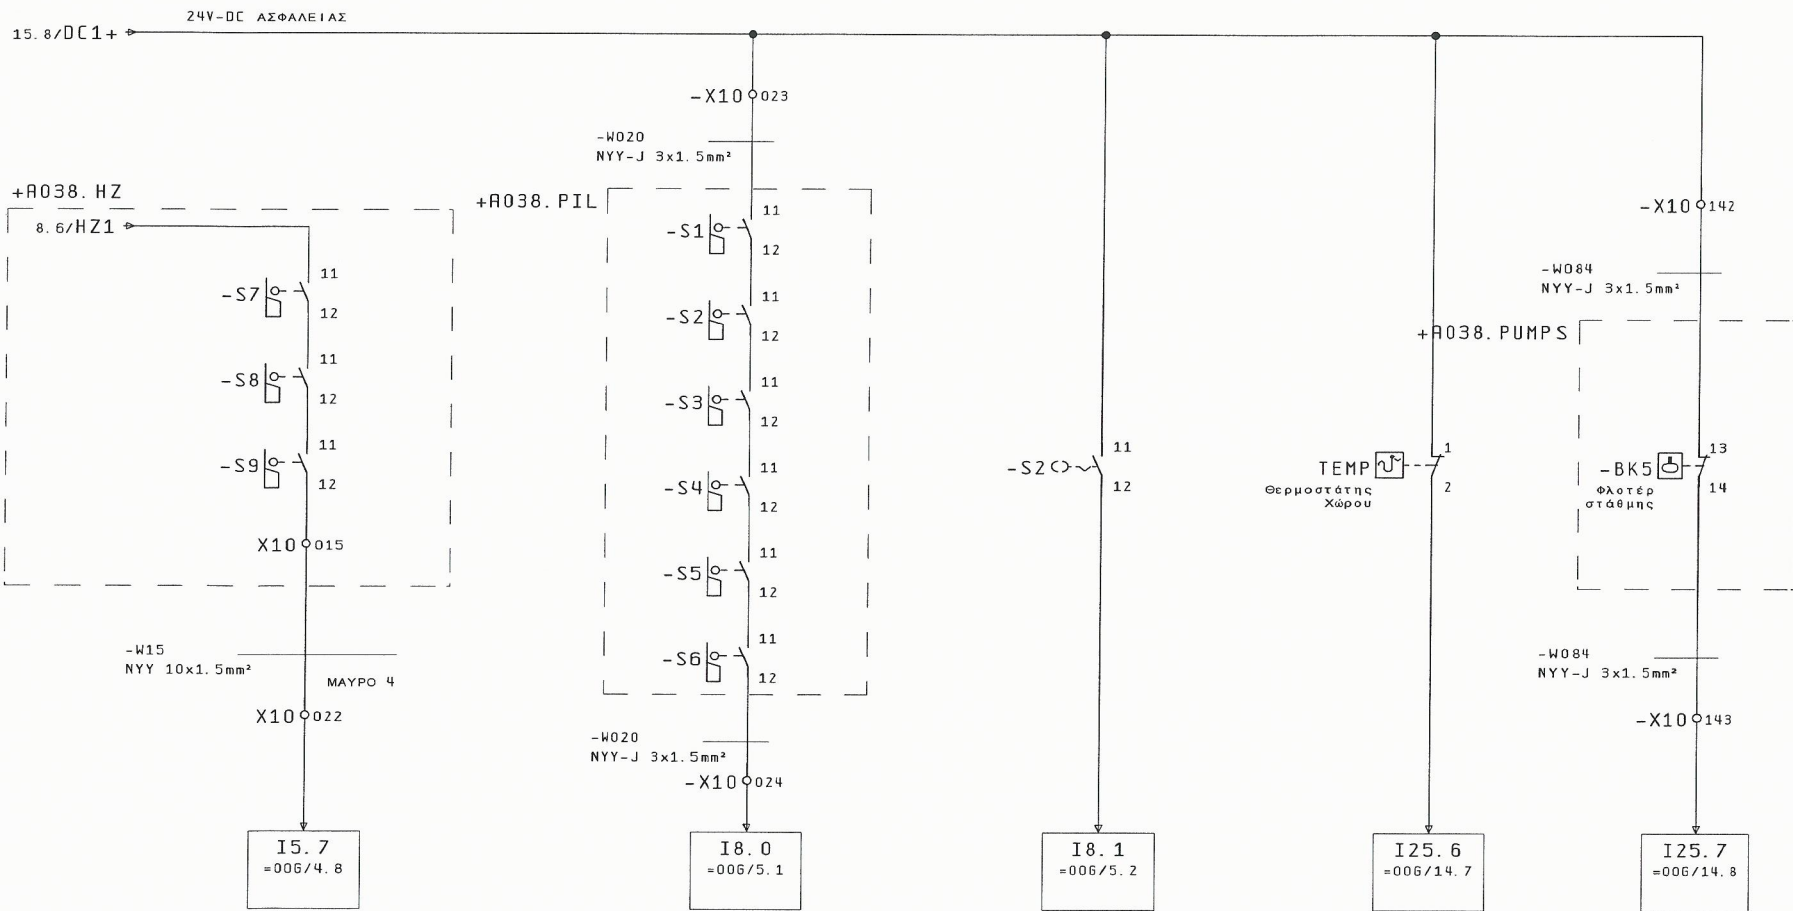 24V-DC ΑΣΦΑΛΕΙΑΣ
15.8/DC1+
-X10 023
-W020
NYY-J 3x1.5mm²
+A038.HZ
8.6/HZ1
-S7
11
12
-S8
11
12
-S9
11
12
X10 015
-W15
NYY 10x1.5mm²
ΜΑΥΡΟ 4
X10 022
I5.7
=00G/4.8
+A038.PIL
-S1
11
12
-S2
11
12
-S3
11
12
-S4
11
12
-S5
11
12
-S6
11
12
-W020
NYY-J 3x1.5mm²
-X10 024
I8.0
=00G/5.1
-S2
11
12
I8.1
=00G/5.2
TEMP
Θερμοστάτης
Χώρου
1
2
I25.6
=00G/14.7
-X10 142
-W084
NYY-J 3x1.5mm²
+A038.PUMPS
-BK5
Φλοτέρ
στάθμης
13
14
-W084
NYY-J 3x1.5mm²
-X10 143
I25.7
=00G/14.8